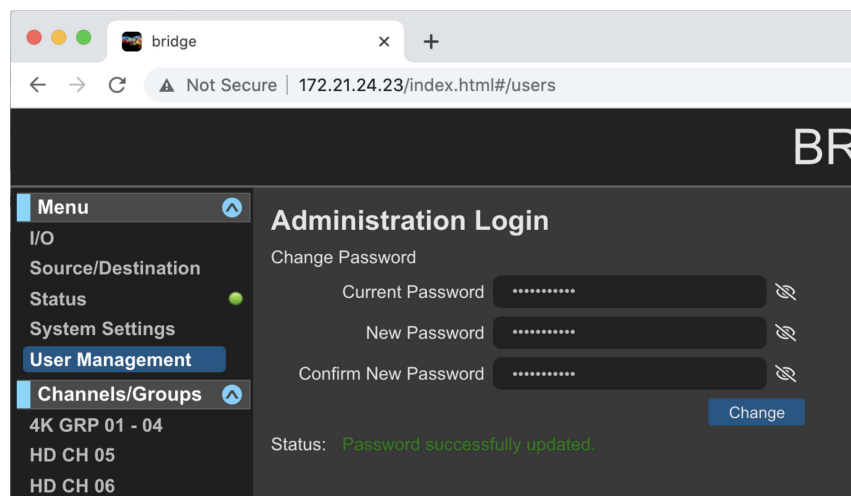 bridge
Not Secure 172.21.24.23/index.html#/users
BR
Menu
I/O
Source/Destination
Status
System Settings
User Management
Channels/Groups
4K GRP 01 - 04
HD CH 05
HD CH 06
Administration Login
Change Password
Current Password •••••••••••
New Password •••••••••••
Confirm New Password •••••••••••
Change
Status: Password successfully updated.